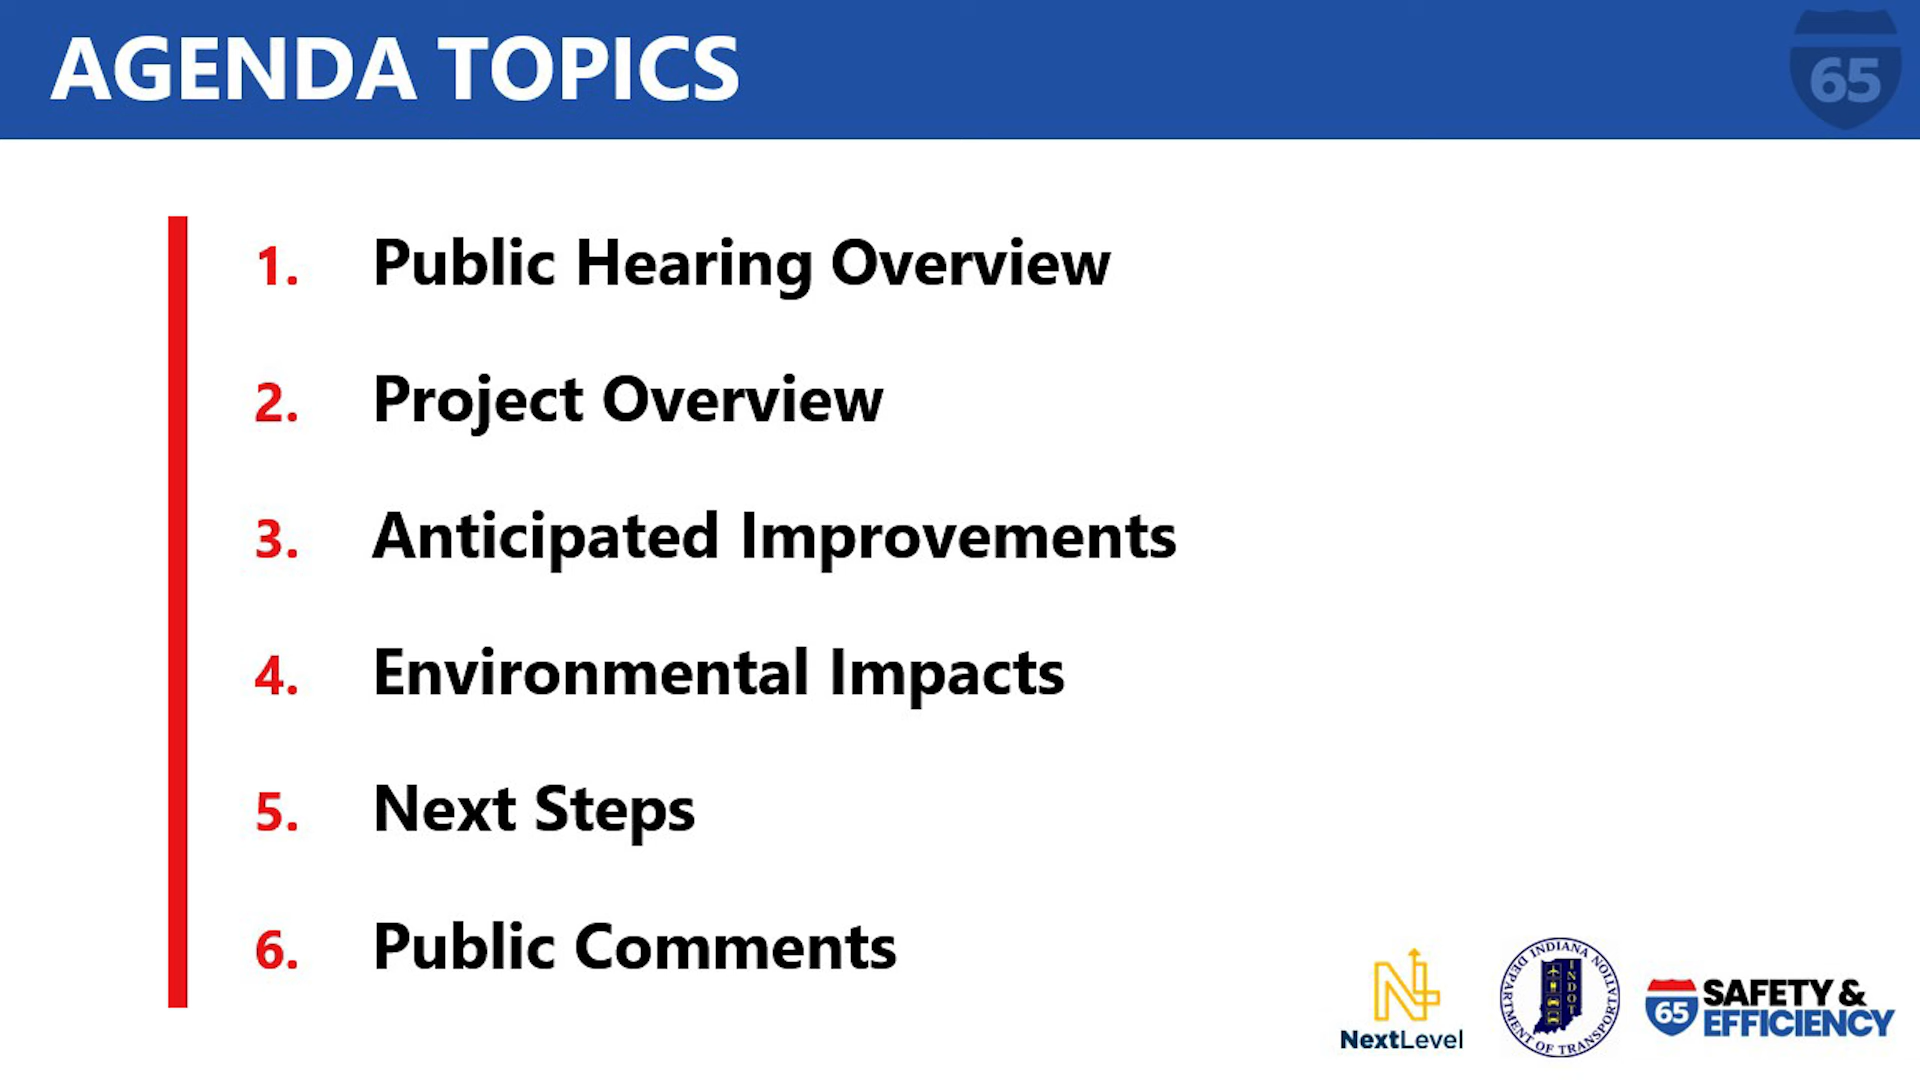 AGENDA TOPICS
65
1. Public Hearing Overview
2. Project Overview
3. Anticipated Improvements
4. Environmental Impacts
5. Next Steps
6. Public Comments
NextLevel
INDIANA DEPARTMENT OF TRANSPORTATION
INDOT
65 SAFETY &
EFFICIENCY